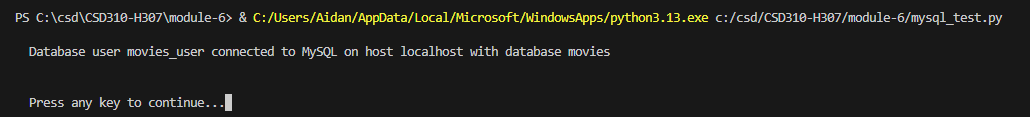 PS C:\csd\CSD310-H307\module-6> & C:/Users/Aidan/AppData/Local/Microsoft/WindowsApps/python3.13.exe c:/csd/CSD310-H307/module-6/mysql_test.py
Database user movies_user connected to MySQL on host localhost with database movies
Press any key to continue...